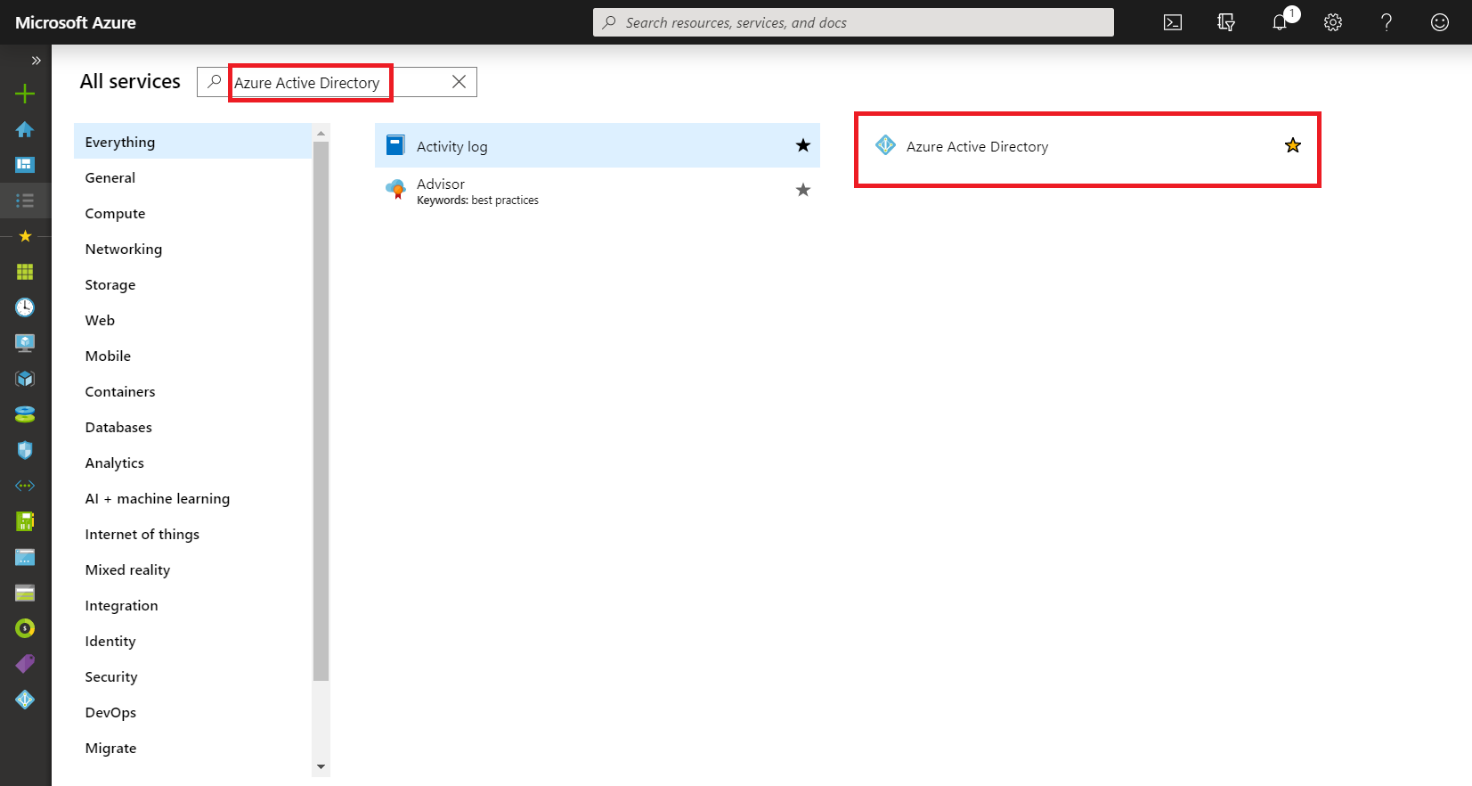 Microsoft Azure
Search resources, services, and docs
1
All services
Azure Active Directory
Everything
General
Compute
Networking
Storage
Web
Mobile
Containers
Databases
Analytics
AI + machine learning
Internet of things
Mixed reality
Integration
Identity
Security
DevOps
Migrate
Activity log
Advisor
Keywords: best practices
Azure Active Directory